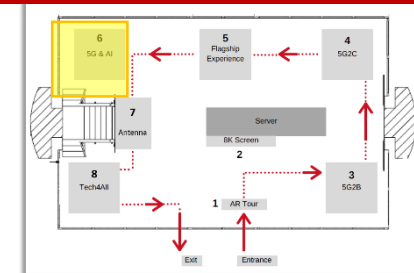 6
5G & AI
5
Flagship
Experience
4
5G2C
7
Antenna
Server
8K Screen
2
8
Tech4All
1
AR Tour
3
5G2B
Exit
Entrance